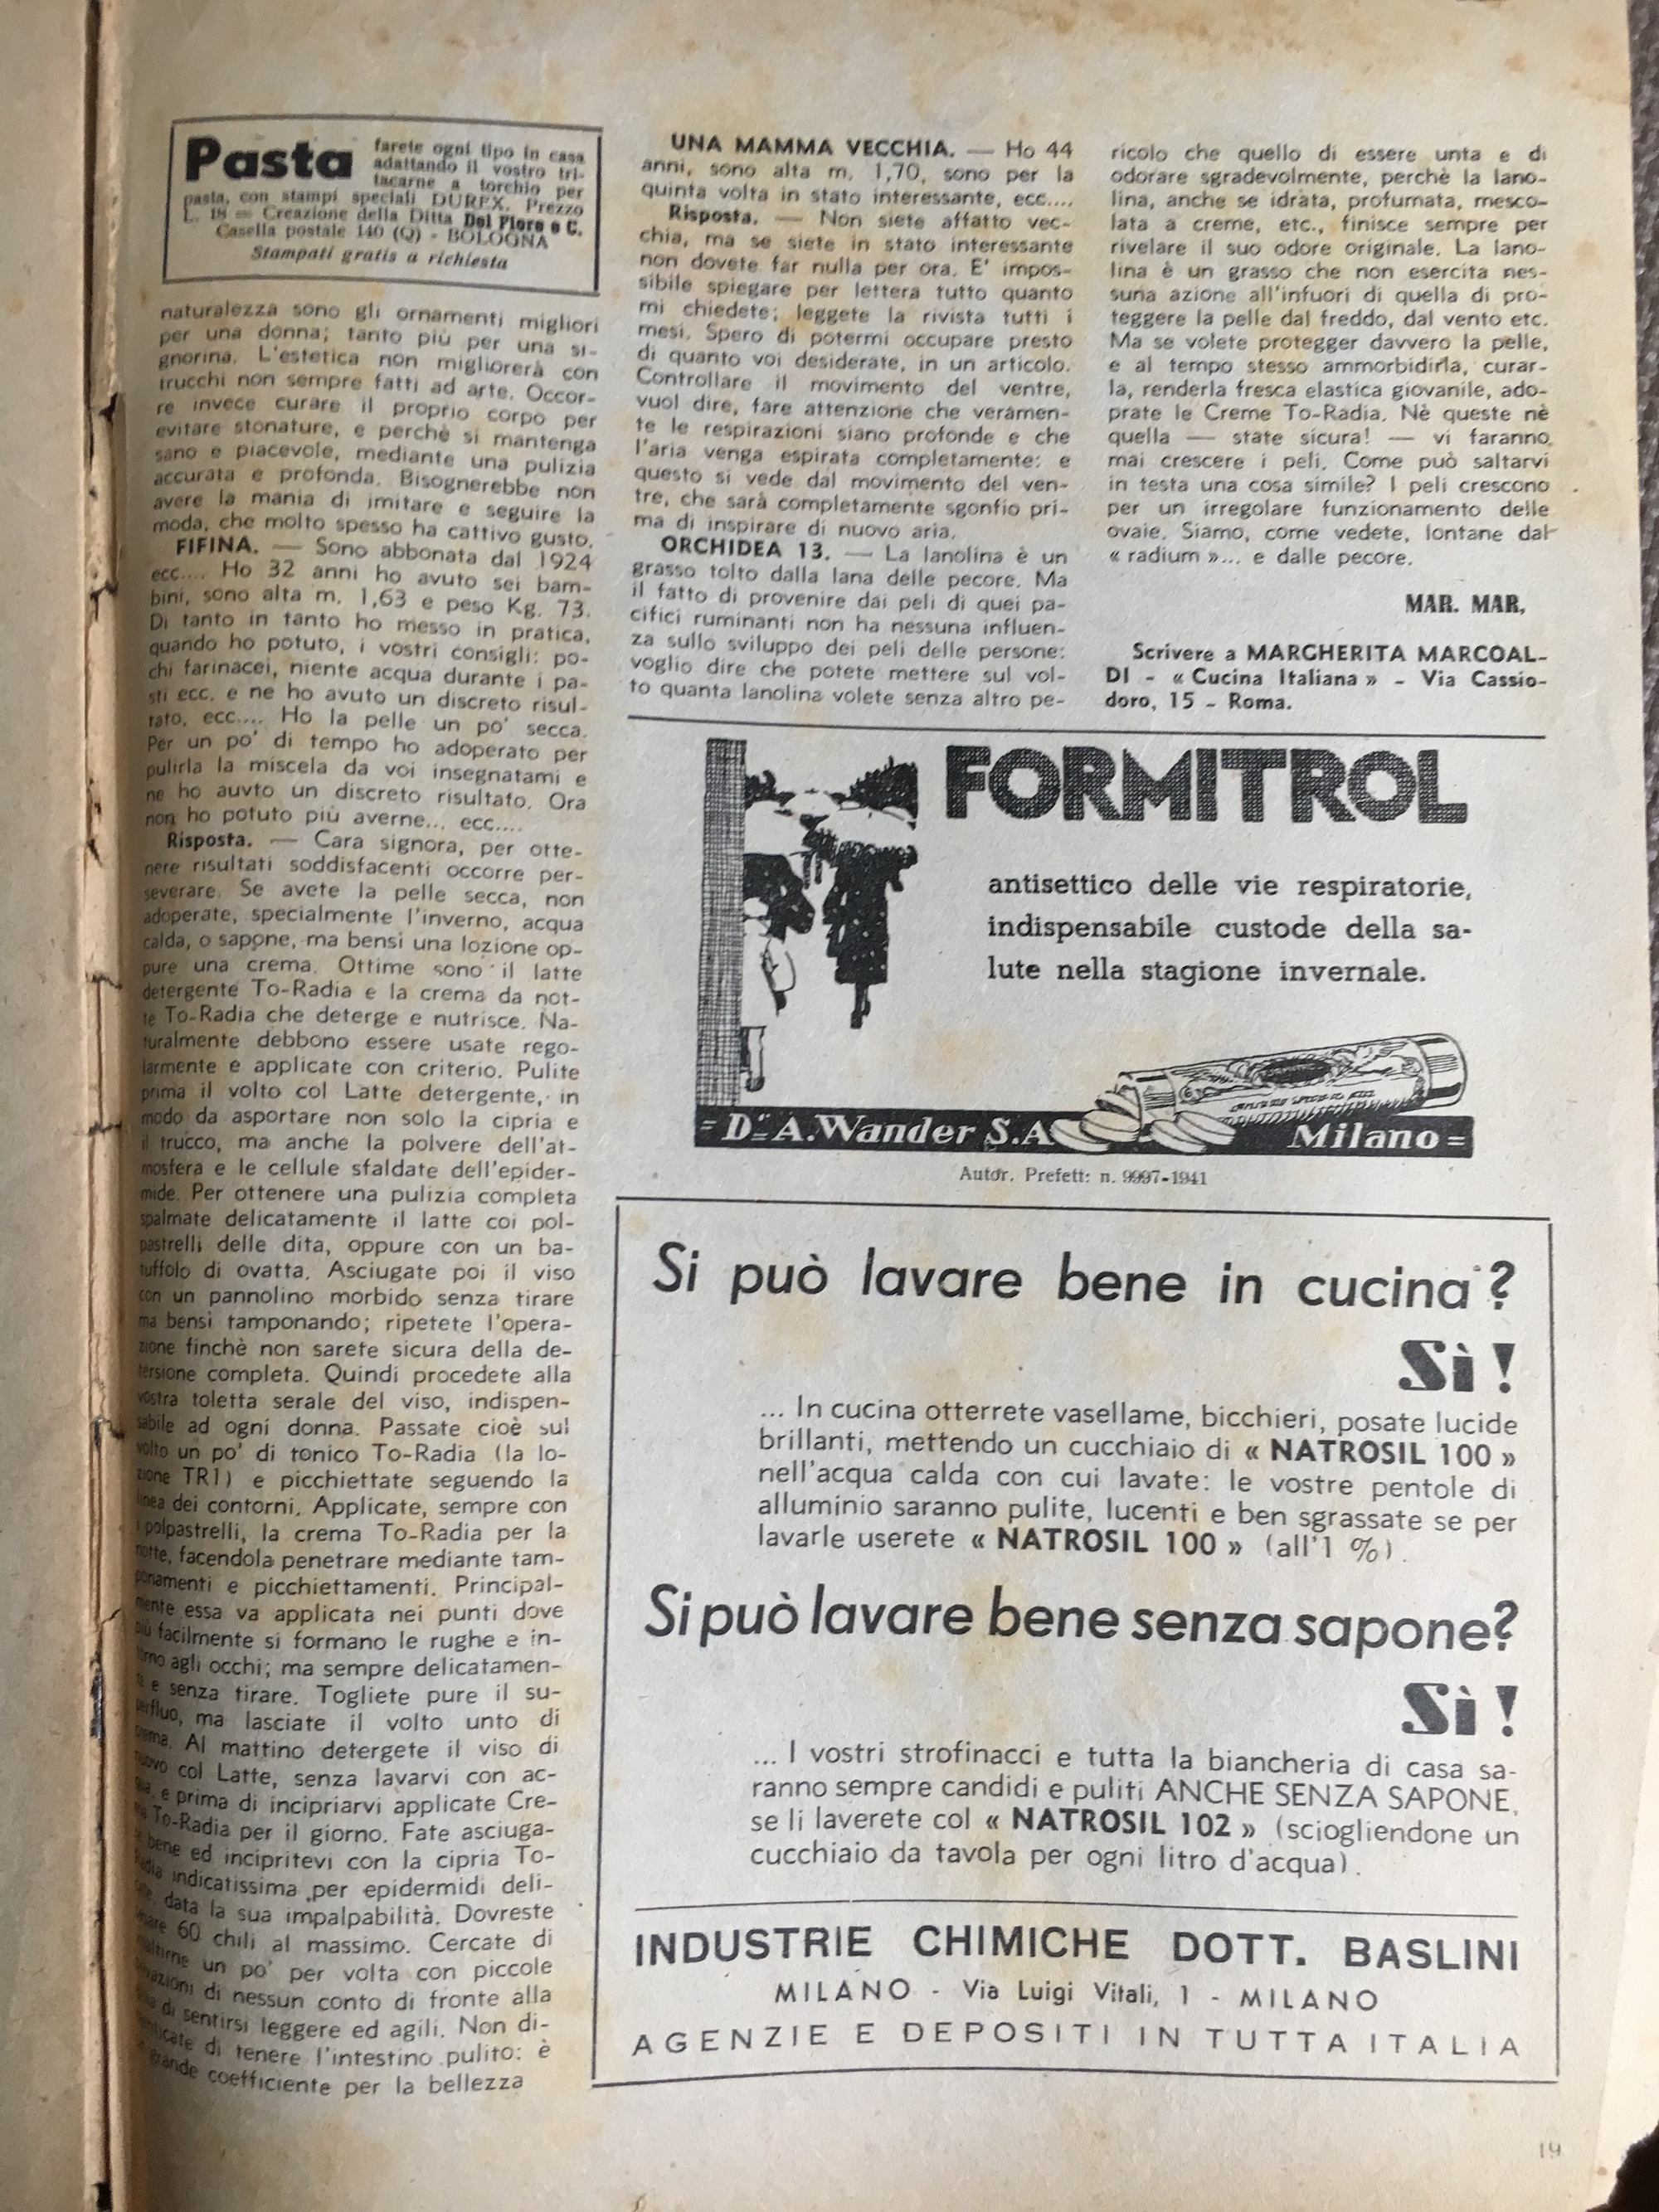 Pasta farete ogni tipo in casa
adattando il vostro tri-
tacarne a torchio per
pasta, con stampi speciali DUREX. Prezzo
L. 18 = Creazione della Ditta Del Fiore e C.
Casella postale 140 (Q) - BOLOGNA
Stampati gratis a richiesta
naturalezza sono gli ornamenti migliori
per una donna; tanto più per una si-
gnorina. L'estetica non migliorerà con
trucchi non sempre fatti ad arte. Occor-
re invece curare il proprio corpo per
evitare stonature, e perchè si mantenga
sano e piacevole, mediante una pulizia
accurata e profonda. Bisognerebbe non
avere la mania di imitare e seguire la
moda, che molto spesso ha cattivo gusto.
FIFINA. — Sono abbonata dal 1924
ecc.... Ho 32 anni ho avuto sei bam-
bini, sono alta m. 1,63 e peso Kg. 73.
Di tanto in tanto ho messo in pratica,
quando ho potuto, i vostri consigli: po-
chi farinacei, niente acqua durante i pa-
sti ecc. e ne ho avuto un discreto risul-
tato, ecc.... Ho la pelle un po' secca.
Per un po' di tempo ho adoperato per
pulirla la miscela da voi insegnatami e
ne ho auvto un discreto risultato. Ora
non ho potuto più averne... ecc....
Risposta. — Cara signora, per otte-
nere risultati soddisfacenti occorre per-
severare. Se avete la pelle secca, non
adoperate, specialmente l'inverno, acqua
calda, o sapone, ma bensì una lozione op-
pure una crema. Ottime sono il latte
detergente To-Radia e la crema da not-
te To-Radia che deterge e nutrisce. Na-
turalmente debbono essere usate rego-
larmente e applicate con criterio. Pulite
prima il volto col Latte detergente, in
modo da asportare non solo la cipria e
il trucco, ma anche la polvere dell'at-
mosfera e le cellule sfaldate dell'epider-
mide. Per ottenere una pulizia completa
spalmate delicatamente il latte coi pol-
pastrelli delle dita, oppure con un ba-
tuffolo di ovatta. Asciugate poi il viso
con un pannolino morbido senza tirare
ma bensì tamponando; ripetete l'opera-
zione finchè non sarete sicura della de-
tersione completa. Quindi procedete alla
vostra toletta serale del viso, indispen-
sabile ad ogni donna. Passate cioè sul
volto un po' di tonico To-Radia (la lo-
zione TR1) e picchiettate seguendo la
linea dei contorni. Applicate, sempre con
i polpastrelli, la crema To-Radia per la
notte, facendola penetrare mediante tam-
ponamenti e picchiettamenti. Principal-
mente essa va applicata nei punti dove
più facilmente si formano le rughe e in-
torno agli occhi; ma sempre delicatamen-
te e senza tirare. Togliete pure il su-
perfluo, ma lasciate il volto unto di
crema. Al mattino detergete il viso di
nuovo col Latte, senza lavarvi con ac-
qua, e prima di incipriarvi applicate Cre-
ma To-Radia per il giorno. Fate asciuga-
re bene ed incipritevi con la cipria To-
Radia indicatissima per epidermidi deli-
cate, data la sua impalpabilità. Dovreste
60 chili al massimo. Cercate di
un po' per volta con piccole
di nessun conto di fronte alla
di sentirsi leggere ed agili. Non di-
menticate di tenere l'intestino pulito: è
un grande coefficiente per la bellezza
UNA MAMMA VECCHIA. — Ho 44
anni, sono alta m. 1,70, sono per la
quinta volta in stato interessante, ecc....
Risposta. — Non siete affatto vec-
chia, ma se siete in stato interessante
non dovete far nulla per ora. E' impos-
sibile spiegare per lettera tutto quanto
mi chiedete; leggete la rivista tutti i
mesi. Spero di potermi occupare presto
di quanto voi desiderate, in un articolo.
Controllare il movimento del ventre,
vuol dire, fare attenzione che veramen-
te le respirazioni siano profonde e che
l'aria venga espirata completamente: e
questo si vede dal movimento del ven-
tre, che sarà completamente sgonfio pri-
ma di inspirare di nuovo aria.
ORCHIDEA 13. — La lanolina è un
grasso tolto dalla lana delle pecore. Ma
il fatto di provenire dai peli di quei pa-
cifici ruminanti non ha nessuna influen-
za sullo sviluppo dei peli delle persone:
voglio dire che potete mettere sul vol-
to quanta lanolina volete senza altro pe-
ricolo che quello di essere unta e di
odorare sgradevolmente, perchè la lano-
lina, anche se idrata, profumata, mesco-
lata a creme, etc., finisce sempre per
rivelare il suo odore originale. La lano-
lina è un grasso che non esercita nes-
suna azione all'infuori di quella di pro-
teggere la pelle dal freddo, dal vento etc.
Ma se volete protegger davvero la pelle,
e al tempo stesso ammorbidirla, curar-
la, renderla fresca elastica giovanile, ado-
prate le Creme To-Radia. Nè queste nè
quella — state sicura! — vi faranno
mai crescere i peli. Come può saltarvi
in testa una cosa simile? I peli crescono
per un irregolare funzionamento delle
ovaie. Siamo, come vedete, lontane dal
« radium »... e dalle pecore.
MAR. MAR.
Scrivere a MARGHERITA MARCOAL-
DI - « Cucina Italiana » - Via Cassio-
doro, 15 - Roma.
FORMITROL
antisettico delle vie respiratorie,
indispensabile custode della sa-
lute nella stagione invernale.
= Dr. A. Wander S.A. Milano =
Autor. Prefett: n. 9997-1941
Si può lavare bene in cucina ?
Sì !
... In cucina otterrete vasellame, bicchieri, posate lucide
brillanti, mettendo un cucchiaio di « NATROSIL 100 »
nell'acqua calda con cui lavate: le vostre pentole di
alluminio saranno pulite, lucenti e ben sgrassate se per
lavarle userete « NATROSIL 100 » (all'1 %).
Si può lavare bene senza sapone?
Sì !
... I vostri strofinacci e tutta la biancheria di casa sa-
ranno sempre candidi e puliti ANCHE SENZA SAPONE,
se li laverete col « NATROSIL 102 » (sciogliendone un
cucchiaio da tavola per ogni litro d'acqua).
INDUSTRIE CHIMICHE DOTT. BASLINI
MILANO - Via Luigi Vitali, 1 - MILANO
AGENZIE E DEPOSITI IN TUTTA ITALIA
19